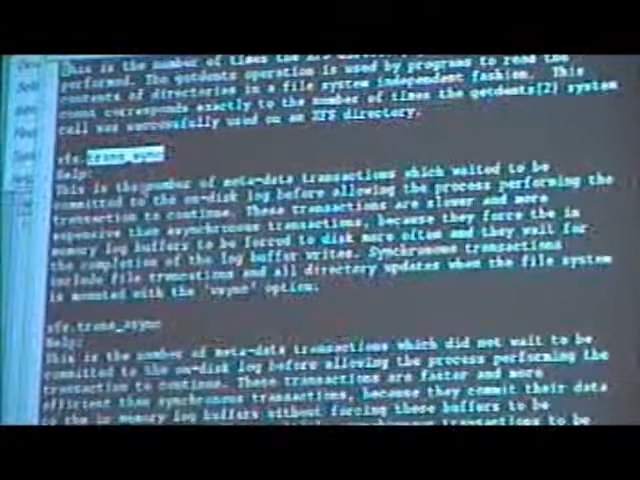 This is the number of times the XFS
performed. The getdents operation is used by programs to read the
contents of directories in a file system independent fashion. This
count corresponds exactly to the number of times the getdents(2) system
call was successfully used on an XFS directory.
xfs.trans_sync
Help:
This is the number of meta-data transactions which waited to be
committed to the on-disk log before allowing the process performing the
transaction to continue. These transactions are slower and more
expensive than asynchronous transactions, because they force the in
memory log buffers to be forced to disk more often and they wait for
the completion of the log buffer writes. Synchronous transactions
include file truncations and all directory updates when the file system
is mounted with the 'wsync' option.
xfs.trans_async
Help:
This is the number of meta-data transactions which did not wait to be
committed to the on-disk log before allowing the process performing the
transaction to continue. These transactions are faster and more
efficient than synchronous transactions, because they commit their data
to the in memory log buffers without forcing these buffers to be
transactions to be